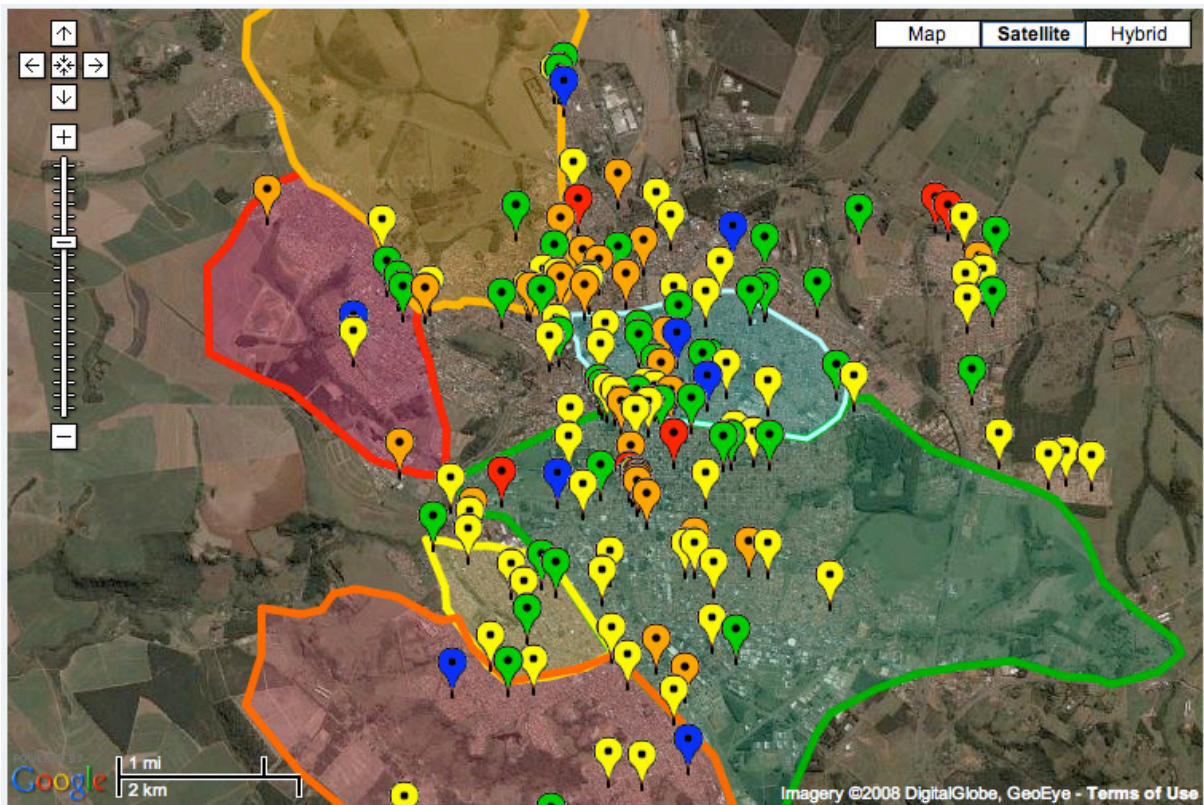 Map
Satellite
Hybrid
1 mi
2 km
Google
Imagery ©2008 DigitalGlobe, GeoEye - Terms of Use